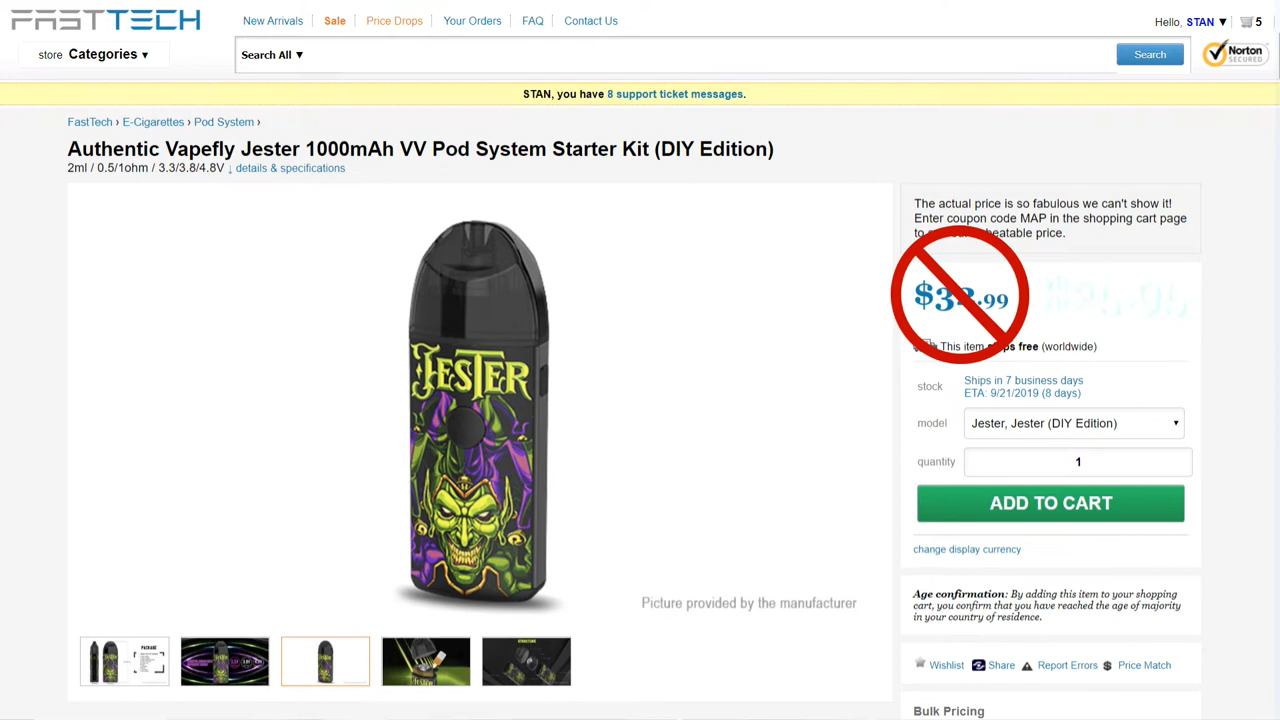 FASTTECH
New Arrivals Sale Price Drops Your Orders FAQ Contact Us
Hello, STAN ▼ 5
store Categories ▼
Search All ▼
Search
Norton
SECURED
STAN, you have 8 support ticket messages.
FastTech › E-Cigarettes › Pod System ›
Authentic Vapefly Jester 1000mAh VV Pod System Starter Kit (DIY Edition)
2ml / 0.5/1ohm / 3.3/3.8/4.8V ↓ details & specifications
JESTER
Picture provided by the manufacturer
PACKAGE
JESTER
The actual price is so fabulous we can't show it!
Enter coupon code MAP in the shopping cart page
to price.
.99
This item free (worldwide)
stock Ships in 7 business days
ETA: 9/21/2019 (8 days)
model Jester, Jester (DIY Edition)
quantity 1
ADD TO CART
change display currency
Age confirmation: By adding this item to your shopping
cart, you confirm that you have reached the age of majority
in your country of residence.
Wishlist Share Report Errors Price Match
Bulk Pricing